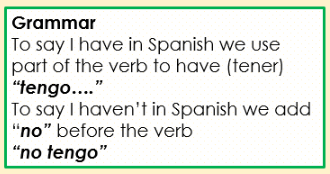 Grammar
To say I have in Spanish we use
part of the verb to have (tener)
“tengo….”
To say I haven’t in Spanish we add
“no” before the verb
“no tengo”